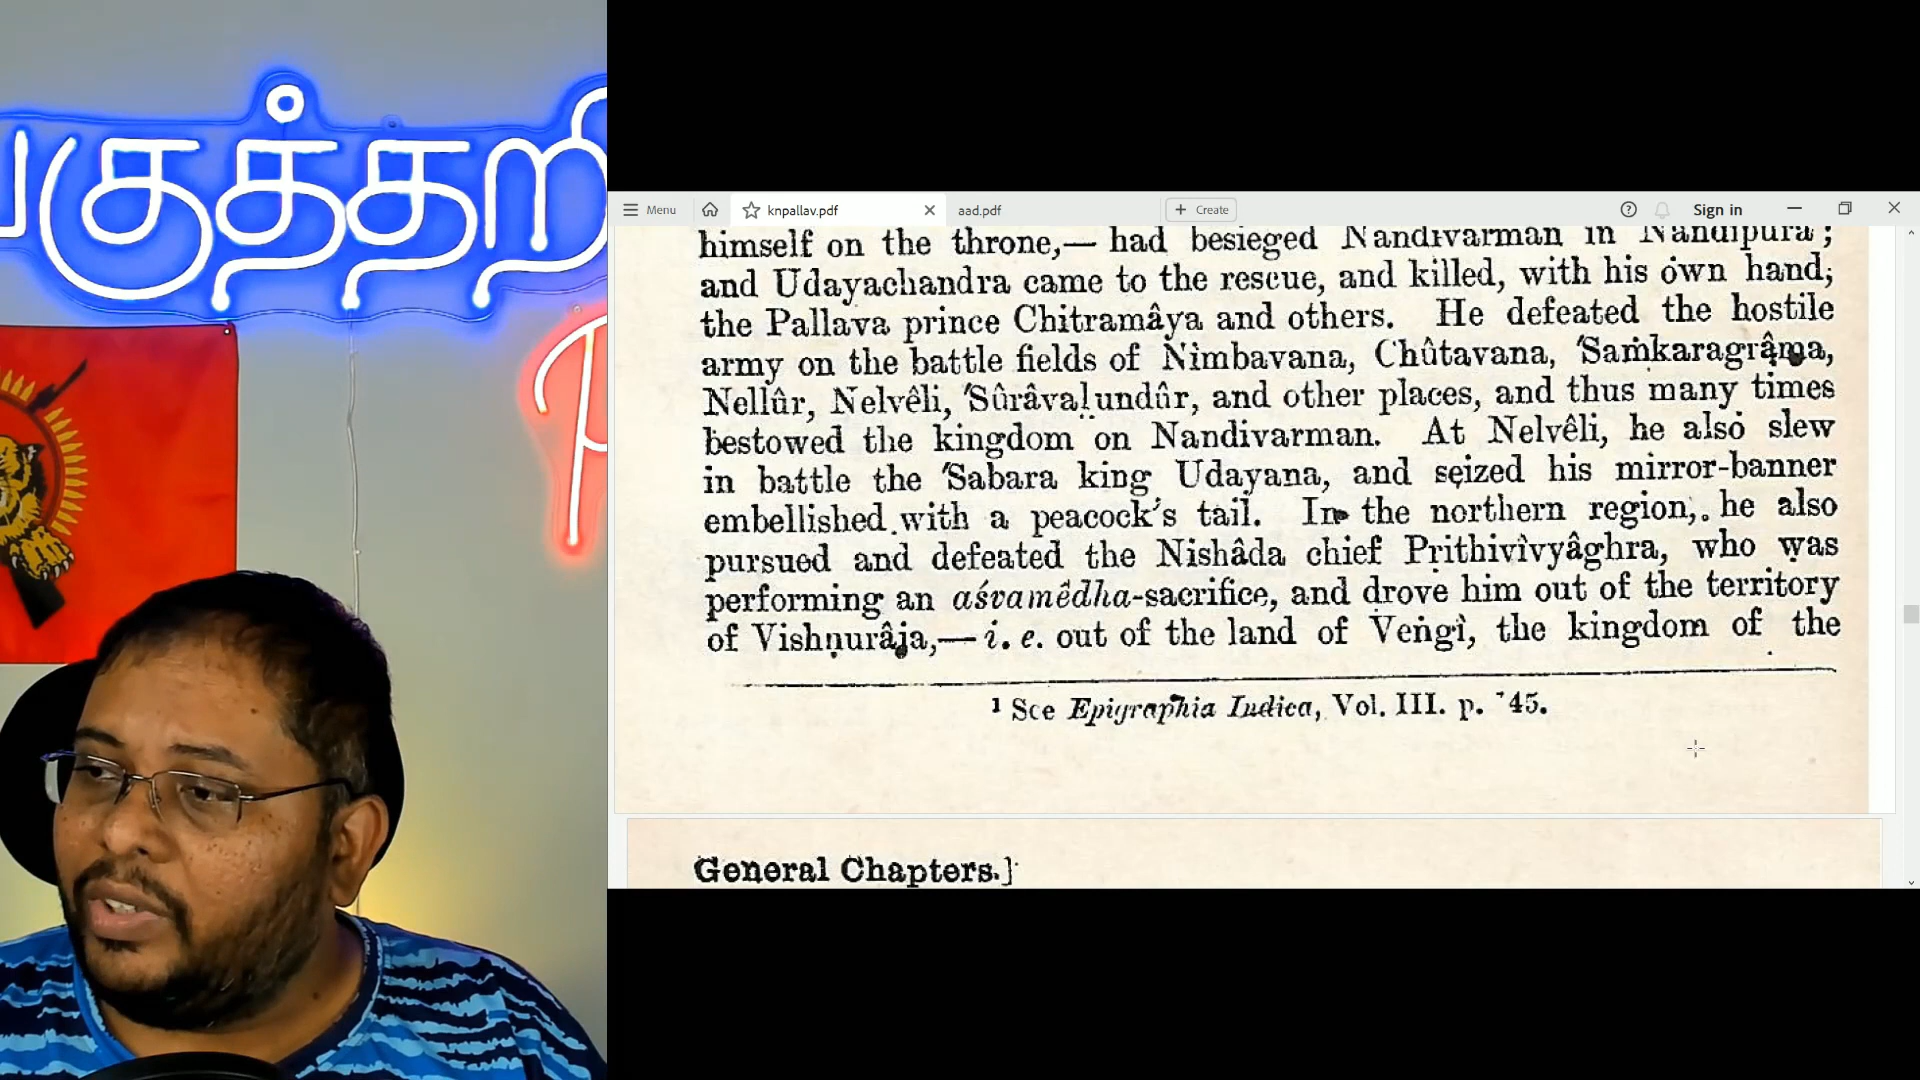 குத்தறி
Menu
knpallav.pdf
aad.pdf
Create
Sign in
himself on the throne,— had besieged Nandivarman in Nandipura ;
and Udayachandra came to the rescue, and killed, with his own hand,
the Pallava prince Chitramâya and others. He defeated the hostile
army on the battle fields of Nimbavana, Chûtavana, 'Saṁkaragrâma,
Nellûr, Nelvêli, 'Sûrâvaḷundûr, and other places, and thus many times
bestowed the kingdom on Nandivarman. At Nelvêli, he also slew
in battle the 'Sabara king Udayana, and seized his mirror-banner
embellished with a peacock's tail. In the northern region, he also
pursued and defeated the Nishâda chief Pṛithivîvyâghra, who was
performing an aśvamêdha-sacrifice, and drove him out of the territory
of Vishṇurâja,— i. e. out of the land of Veṅgî, the kingdom of the
1 See Epigraphia Indica, Vol. III. p. 45.
General Chapters.]